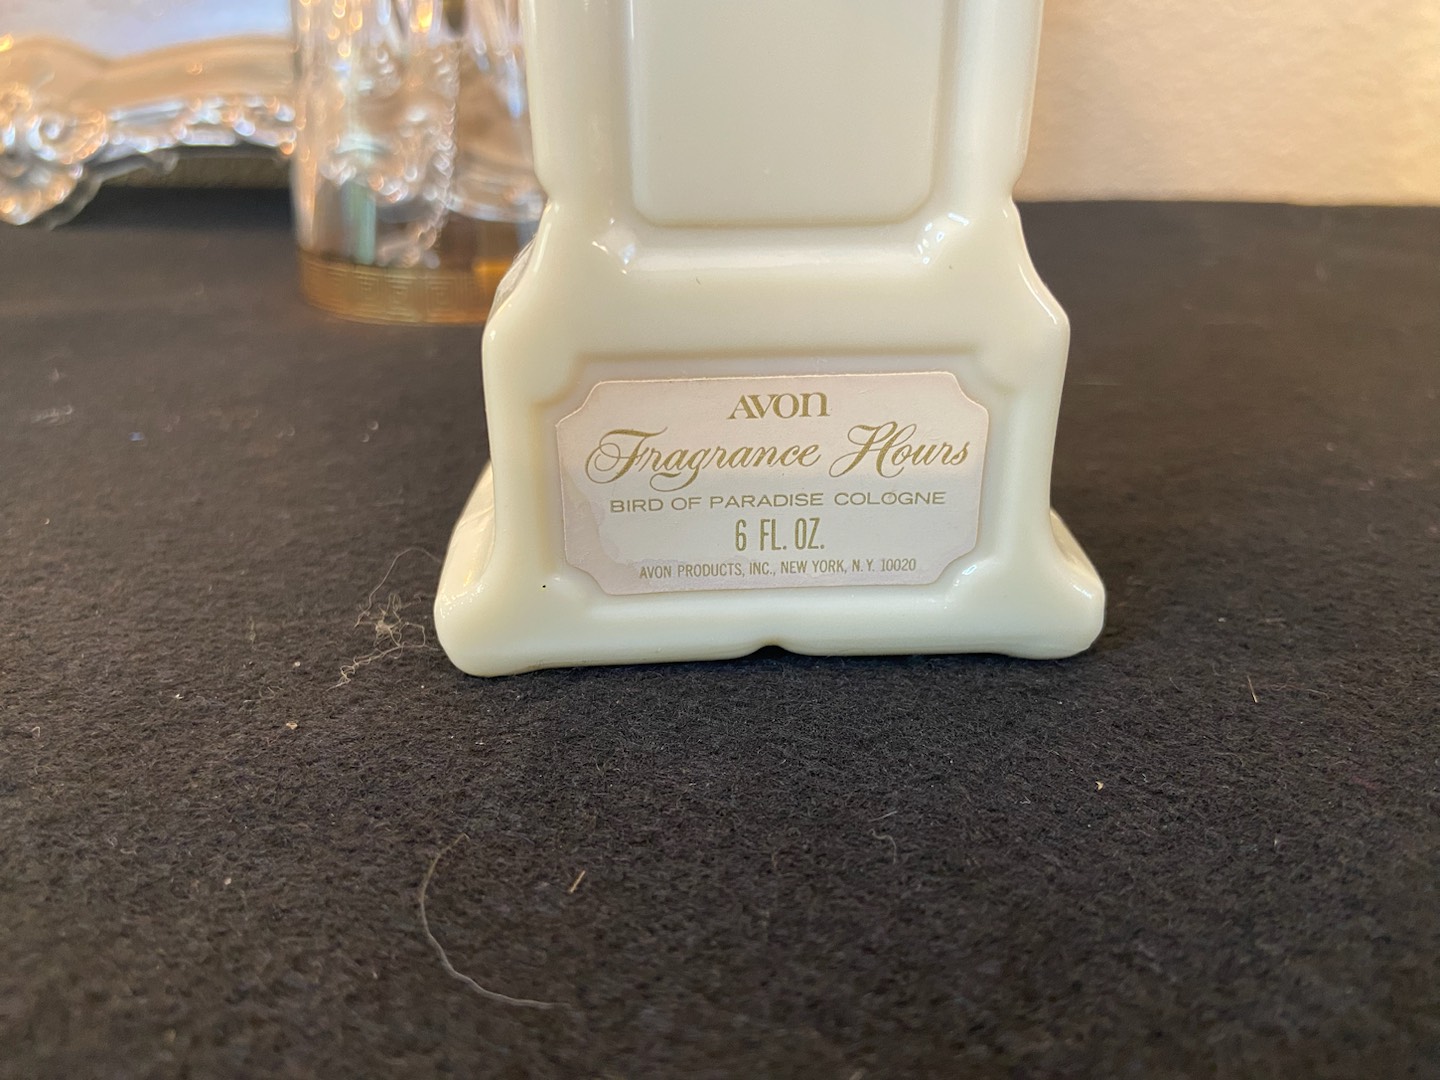 AVON
Fragrance Hours
BIRD OF PARADISE COLOGNE
6 FL. OZ.
AVON PRODUCTS, INC., NEW YORK, N.Y. 10020